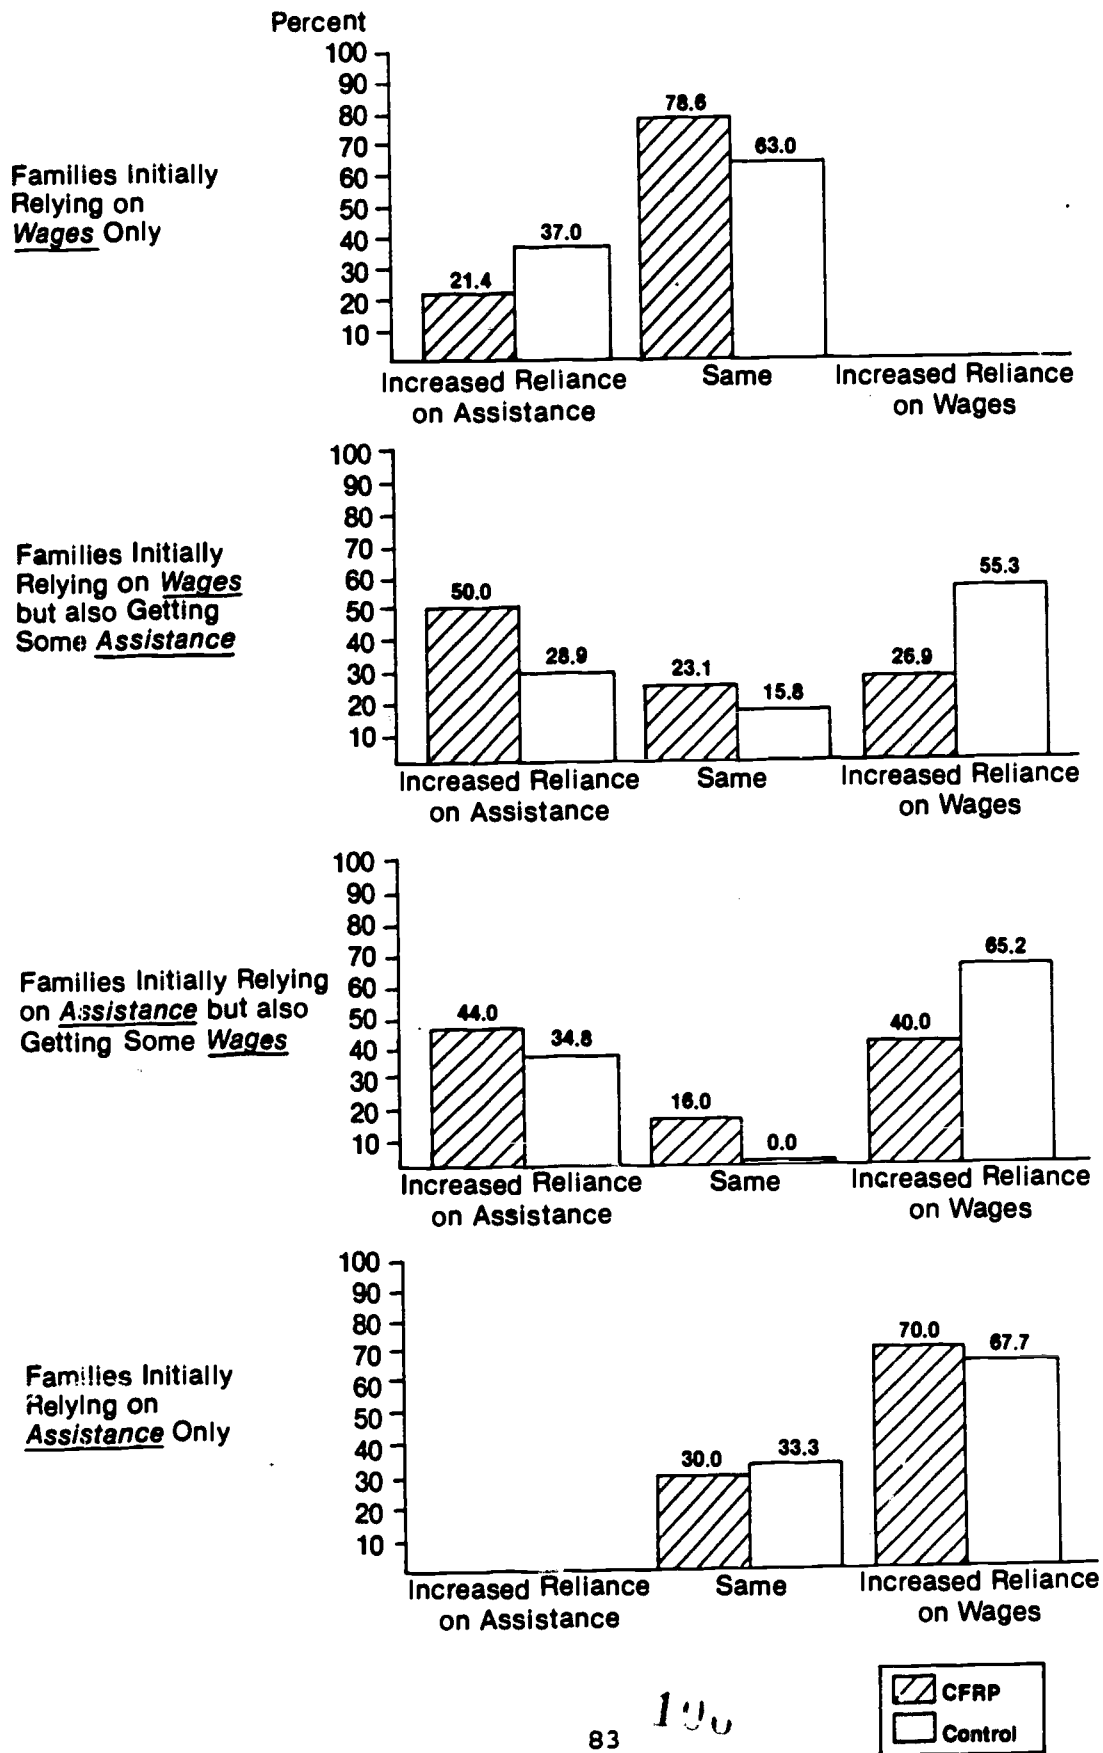 Percent
100
90
80
70
60
50
40
30
20
10
Families Initially
Relying on
Wages Only
21.4
37.0
78.6
63.0
Increased Reliance
on Assistance
Same
Increased Reliance
on Wages
100
90
80
70
60
50
40
30
20
10
Families Initially
Relying on Wages
but also Getting
Some Assistance
50.0
28.9
23.1
15.8
26.9
55.3
Increased Reliance
on Assistance
Same
Increased Reliance
on Wages
100
90
80
70
60
50
40
30
20
10
Families Initially Relying
on Assistance but also
Getting Some Wages
44.0
34.8
16.0
0.0
40.0
65.2
Increased Reliance
on Assistance
Same
Increased Reliance
on Wages
100
90
80
70
60
50
40
30
20
10
Families Initially
Relying on
Assistance Only
30.0
33.3
70.0
67.7
Increased Reliance
on Assistance
Same
Increased Reliance
on Wages
CFRP
Control
83